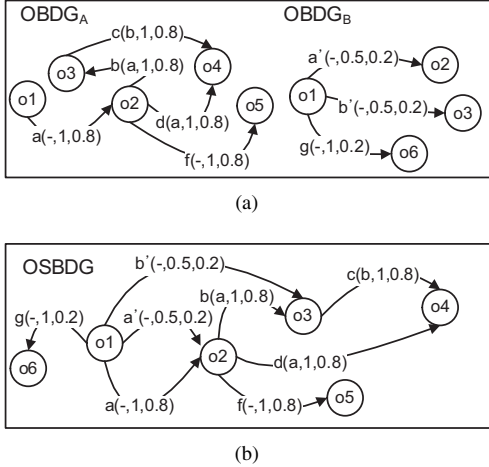 OBDG_A
OBDG_B
c(b,1,0.8)
o3
b(a,1,0.8)
o4
o1
o2
d(a,1,0.8)
o5
a(-,1,0.8)
f(-,1,0.8)
a'(-,0.5,0.2)
o2
o1
b'(-,0.5,0.2)
o3
g(-,1,0.2)
o6
(a)
OSBDG
b'(-,0.5,0.2)
c(b,1,0.8)
b(a,1,0.8)
g(-,1,0.2)
a'(-,0.5,0.2)
o3
o4
o1
o2
o6
d(a,1,0.8)
a(-,1,0.8)
f(-,1,0.8)
o5
(b)